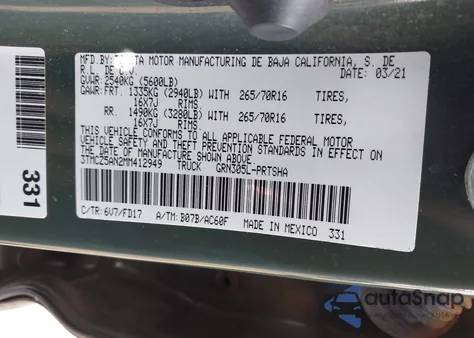 MFD.BY: TOYOTA MOTOR MANUFACTURING DE BAJA CALIFORNIA, S. DE
R.L. DE C.V. DATE: 03/21
GVWR: 2540KG (5600LB)
GAWR: FRT. 1335KG (2940LB) WITH 265/70R16 TIRES,
16X7J RIMS.
RR. 1490KG (3280LB) WITH 265/70R16 TIRES,
16X7J RIMS.
THIS VEHICLE CONFORMS TO ALL APPLICABLE FEDERAL MOTOR
VEHICLE SAFETY AND THEFT PREVENTION STANDARDS IN EFFECT ON
THE DATE OF MANUFACTURE SHOWN ABOVE.
3TMCZ5AN2MM412949 TRUCK GRN305L-PRTSHA
C/TR: 6V7/FD17 A/TM: B07B/AC60F MADE IN MEXICO 331
331
autoSnap